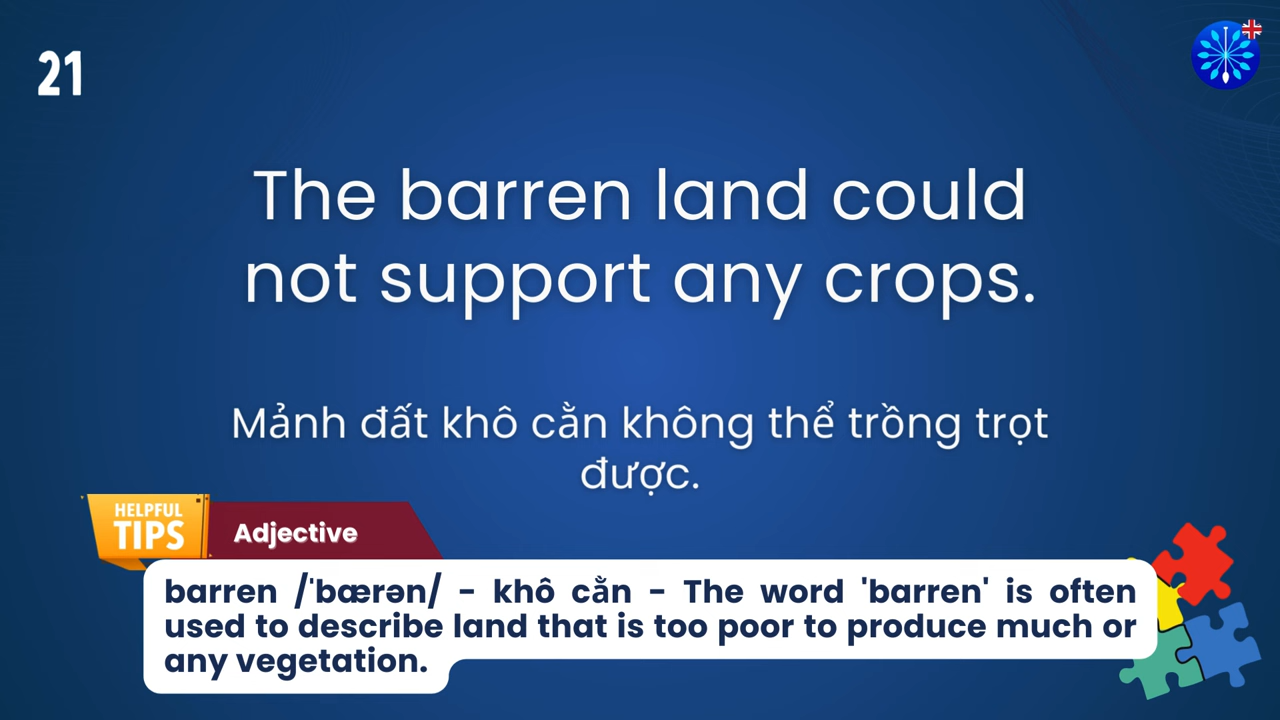 21
The barren land could
not support any crops.
Mảnh đất khô cằn không thể trồng trọt
được.
HELPFUL
TIPS
Adjective
barren /ˈbærən/ - khô cằn - The word 'barren' is often
used to describe land that is too poor to produce much or
any vegetation.